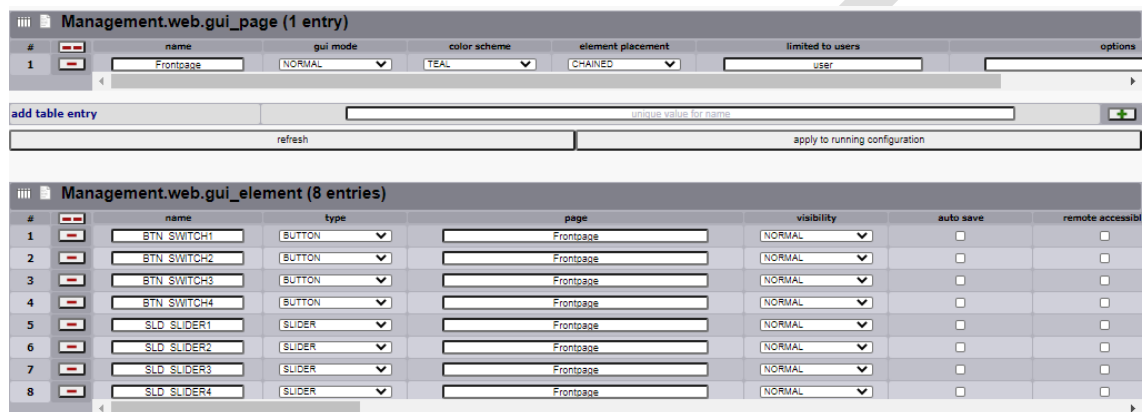 Management.web.gui_page (1 entry)
# name gui mode color scheme element placement limited to users options
1 Frontpage NORMAL TEAL CHAINED user
add table entry unique value for name
refresh apply to running configuration
Management.web.gui_element (8 entries)
# name type page visibility auto save remote accessibl
1 BTN_SWITCH1 BUTTON Frontpage NORMAL
2 BTN_SWITCH2 BUTTON Frontpage NORMAL
3 BTN_SWITCH3 BUTTON Frontpage NORMAL
4 BTN_SWITCH4 BUTTON Frontpage NORMAL
5 SLD_SLIDER1 SLIDER Frontpage NORMAL
6 SLD_SLIDER2 SLIDER Frontpage NORMAL
7 SLD_SLIDER3 SLIDER Frontpage NORMAL
8 SLD_SLIDER4 SLIDER Frontpage NORMAL